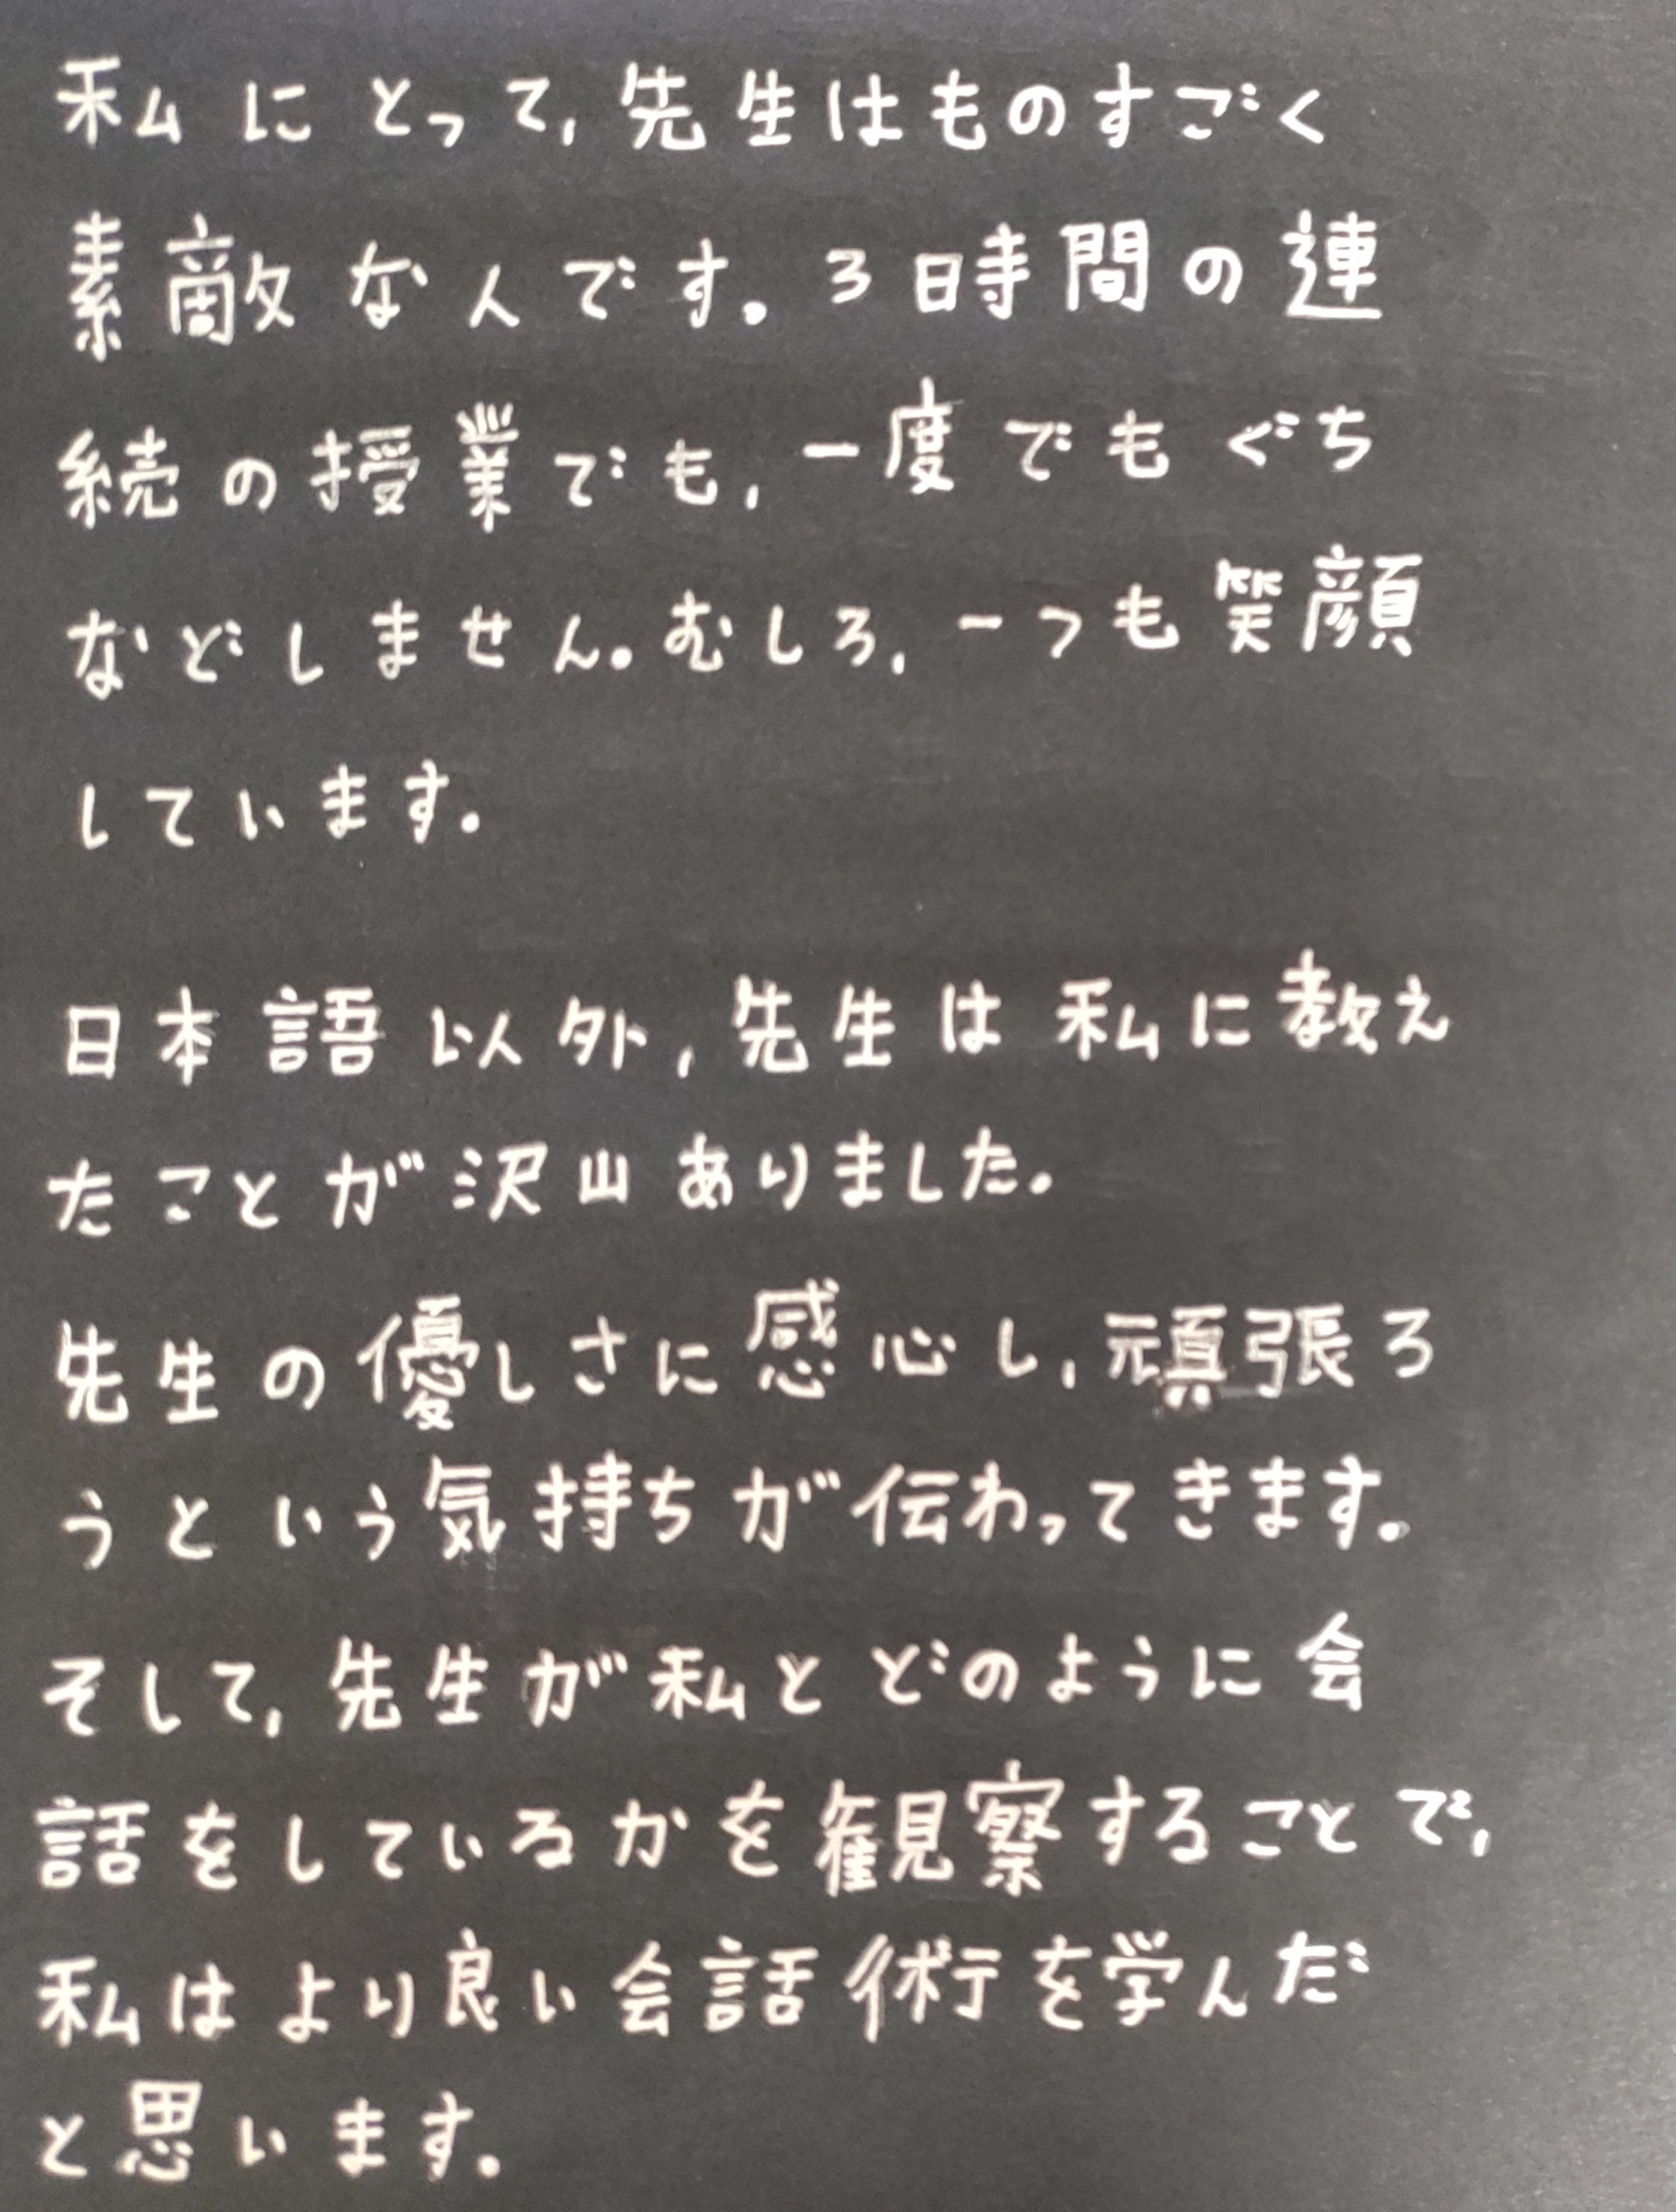 私にとって,先生はものすごく
素敵なんです。3時間の連
続の授業でも,一度でもぐち
などしません。むしろ,一つも笑顔
しています。
日本語以外,先生は私に教え
たことが沢山ありました。
先生の優しさに感心し,頑張ろ
うという気持ちが伝わってきます。
そして,先生が私とどのように会
話をしているかを観察することで,
私はより良い会話術を学んだ
と思います。